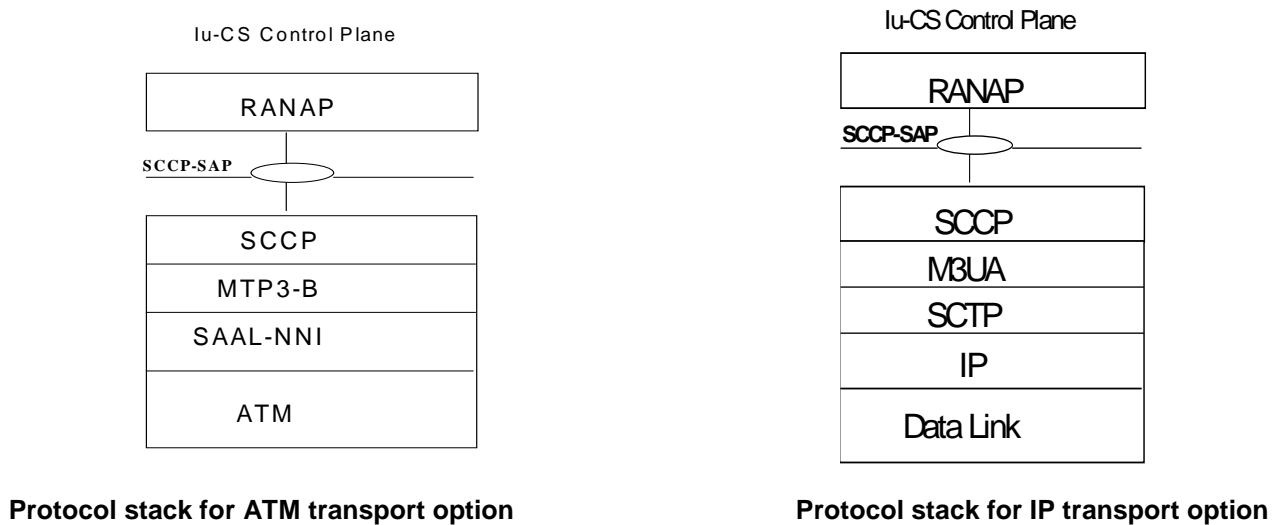 Iu-CS Control Plane
RANAP
SCCP-SAP
SCCP
MTP3-B
SAAL-NNI
ATM
Protocol stack for ATM transport option
Iu-CS Control Plane
RANAP
SCCP-SAP
SCCP
M3UA
SCTP
IP
Data Link
Protocol stack for IP transport option